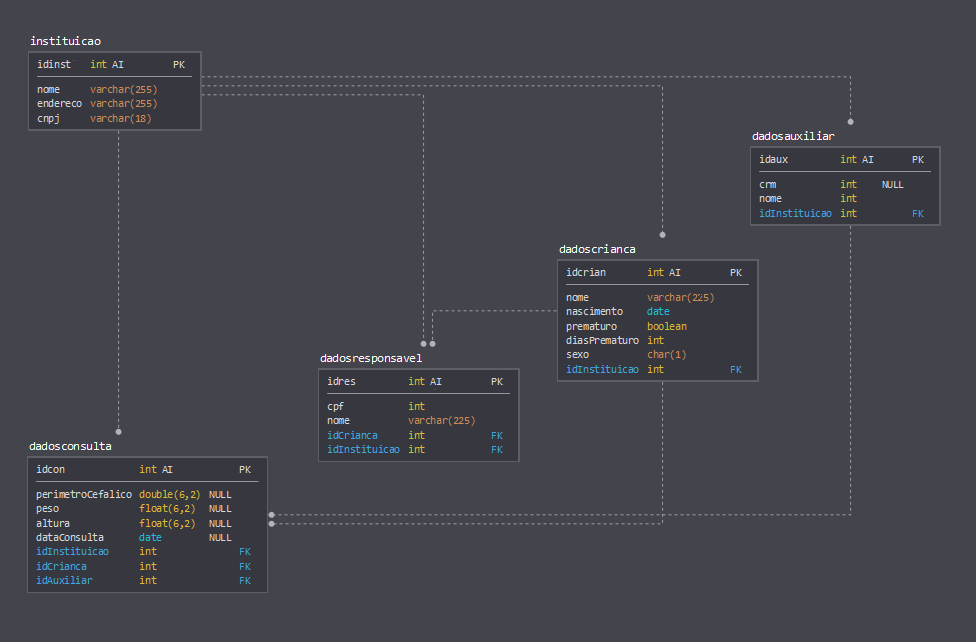 instituicao
idinst int AI PK
nome varchar(255)
endereco varchar(255)
cnpj varchar(18)
dadosauxiliar
idaux int AI PK
crm int NULL
nome int
idInstituicao int FK
dadoscrianca
idcrian int AI PK
nome varchar(225)
nascimento date
prematuro boolean
diasPrematuro int
sexo char(1)
idInstituicao int FK
dadosresponsavel
idres int AI PK
cpf int
nome varchar(225)
idCrianca int FK
idInstituicao int FK
dadosconsulta
idcon int AI PK
perimetroCefalico double(6,2) NULL
peso float(6,2) NULL
altura float(6,2) NULL
dataConsulta date NULL
idInstituicao int FK
idCrianca int FK
idAuxiliar int FK